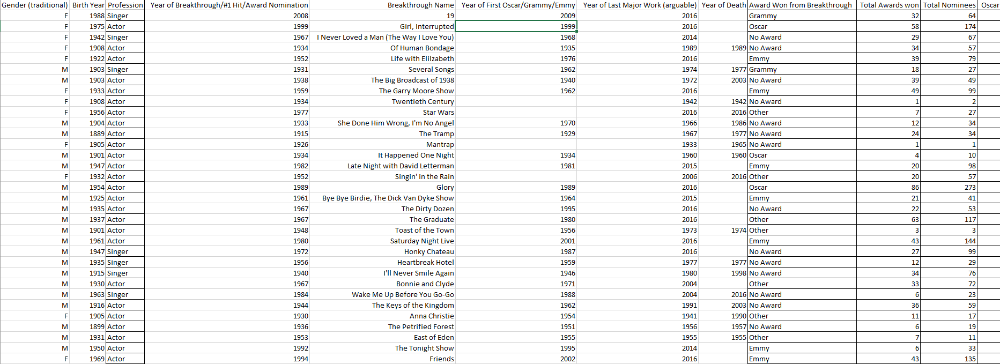 Gender (traditional) Birth Year Profession Year of Breakthrough/#1 Hit/Award Nomination Breakthrough Name Year of First Oscar/Grammy/Emmy Year of Last Major Work (arguable) Year of Death Award Won from Breakthrough Total Awards won Total Nominees Oscar
F 1988 Singer 2008 19 2009 2016 Grammy 32 64
F 1975 Actor 1999 Girl, Interrupted 1999 2016 Oscar 58 174
F 1942 Singer 1967 I Never Loved a Man (The Way I Love You) 1968 2014 No Award 29 67
F 1908 Actor 1934 Of Human Bondage 1935 1989 1989 No Award 34 57
F 1922 Actor 1952 Life with Elilzabeth 1976 2016 Emmy 39 79
M 1903 Singer 1931 Several Songs 1962 1974 1977 Grammy 18 27
M 1903 Actor 1938 The Big Broadcast of 1938 1940 1972 2003 No Award 39 49
F 1933 Actor 1959 The Garry Moore Show 1962 2016 Emmy 49 99
F 1908 Actor 1934 Twentieth Century 1942 1942 No Award 1 2
F 1956 Actor 1977 Star Wars 2016 2016 Other 7 27
M 1904 Actor 1933 She Done Him Wrong, I'm No Angel 1970 1966 1986 No Award 12 34
M 1889 Actor 1915 The Tramp 1929 1967 1977 No Award 24 34
F 1905 Actor 1926 Mantrap 1933 1965 No Award 1 1
M 1901 Actor 1934 It Happened One Night 1934 1960 1960 Oscar 4 10
M 1947 Actor 1982 Late Night with David Letterman 1981 2015 Emmy 20 98
F 1932 Actor 1952 Singin' in the Rain 2006 2016 Other 20 57
M 1954 Actor 1989 Glory 1989 2016 Oscar 86 273
M 1925 Actor 1961 Bye Bye Birdie, The Dick Van Dyke Show 1964 2015 Emmy 21 41
M 1935 Actor 1967 The Dirty Dozen 1995 2016 No Award 22 53
M 1937 Actor 1967 The Graduate 1980 2016 Other 63 117
M 1901 Actor 1948 Toast of the Town 1956 1973 1974 Other 3 3
M 1961 Actor 1980 Saturday Night Live 2001 2016 Emmy 43 144
M 1947 Singer 1972 Honky Chateau 1987 2016 No Award 27 99
M 1935 Singer 1956 Heartbreak Hotel 1959 1977 1977 No Award 12 29
M 1915 Singer 1940 I'll Never Smile Again 1946 1980 1998 No Award 34 76
M 1930 Actor 1967 Bonnie and Clyde 1971 2004 Other 33 72
M 1963 Singer 1984 Wake Me Up Before You Go-Go 1988 2004 2016 No Award 6 23
M 1916 Actor 1944 The Keys of the Kingdom 1962 1991 2003 No Award 36 59
F 1905 Actor 1930 Anna Christie 1954 1941 1990 Other 11 17
M 1899 Actor 1936 The Petrified Forest 1951 1956 1957 No Award 6 19
M 1931 Actor 1953 East of Eden 1955 1955 1955 Other 7 11
M 1950 Actor 1992 The Tonight Show 1995 2014 Emmy 6 33
F 1969 Actor 1994 Friends 2002 2016 Emmy 43 135